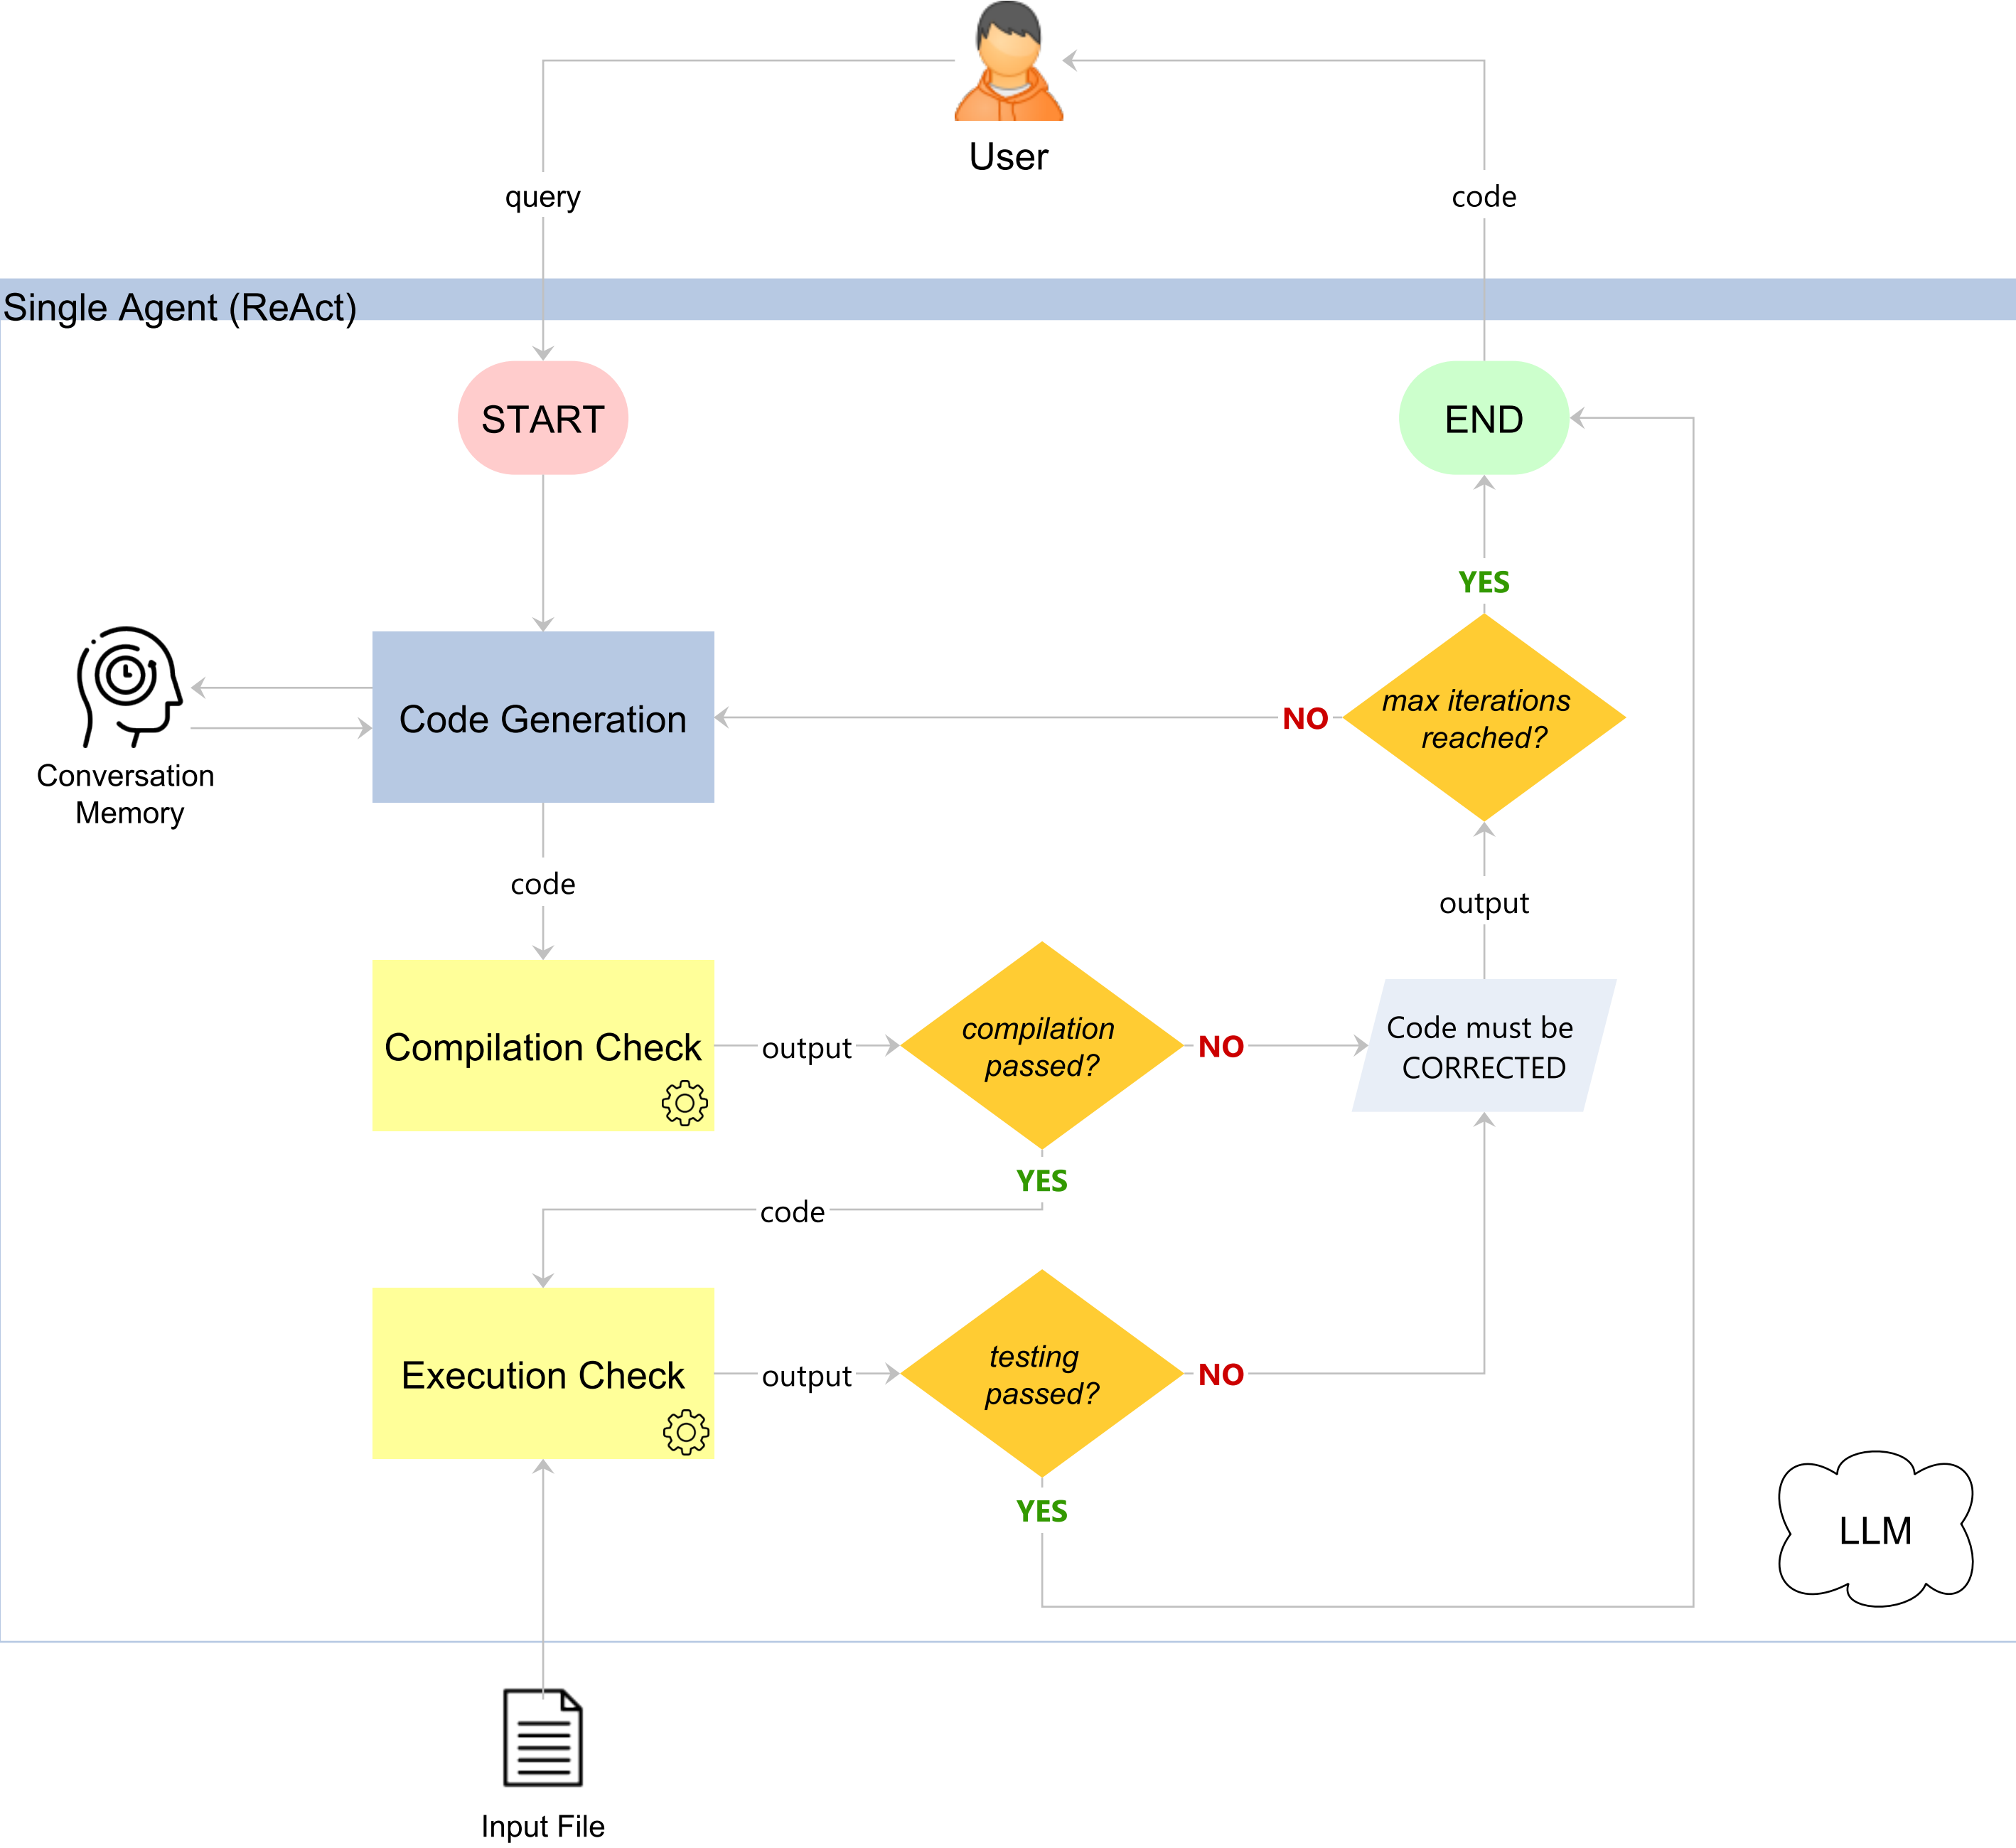 User
query
code
Single Agent (ReAct)
START
END
YES
Code Generation
NO
max iterations
reached?
Conversation
Memory
code
output
Compilation Check
output
compilation
passed?
NO
Code must be
CORRECTED
YES
code
Execution Check
output
testing
passed?
NO
YES
LLM
Input File